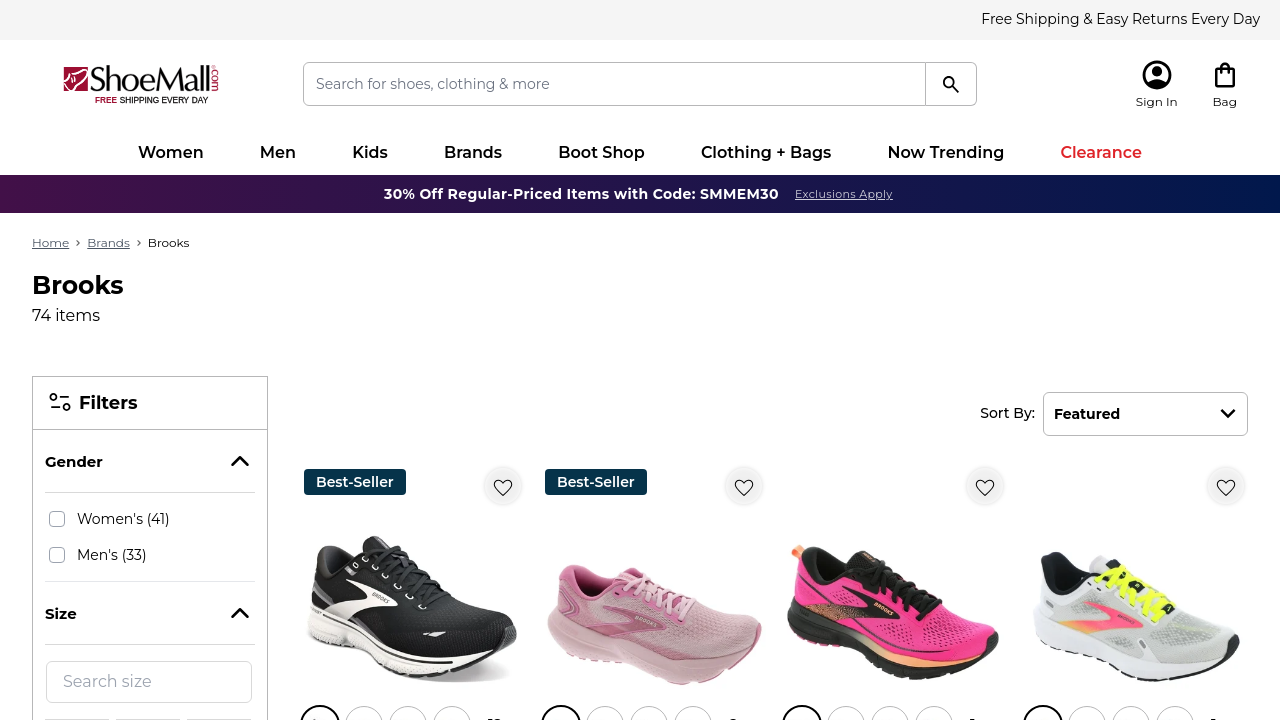 Free Shipping & Easy Returns Every Day
ShoeMall.com
FREE SHIPPING EVERY DAY
Search for shoes, clothing & more
Sign In
Bag
Women
Men
Kids
Brands
Boot Shop
Clothing + Bags
Now Trending
Clearance
30% Off Regular-Priced Items with Code: SMMEM30
Exclusions Apply
Home > Brands > Brooks
Brooks
74 items
Filters
Sort By:
Featured
Gender
Women's (41)
Men's (33)
Size
Search size
Best-Seller
Best-Seller
BROOKS
BROOKS
BROOKS